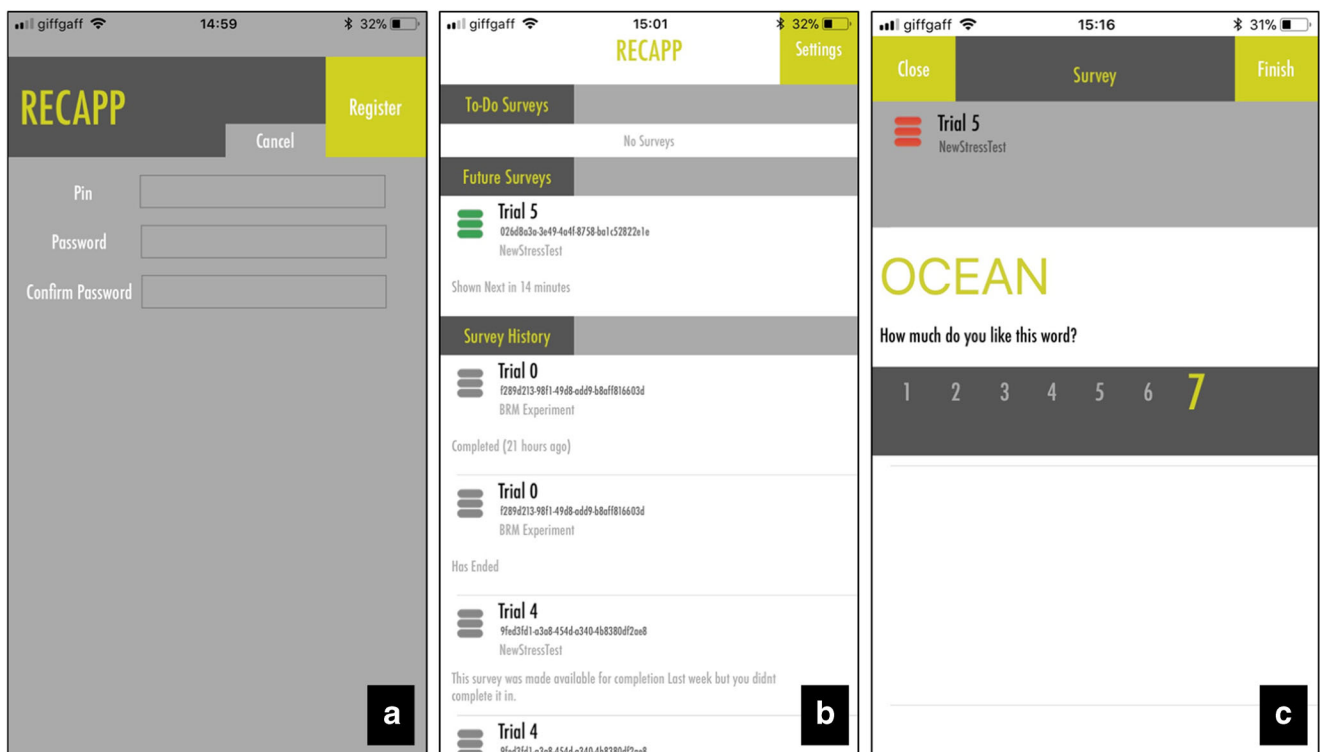 giffgaff 14:59 32%
RECAPP
Register
Cancel
Pin
Password
Confirm Password
a
giffgaff 15:01 32%
RECAPP
Settings
To-Do Surveys
No Surveys
Future Surveys
Trial 5
026d8a3a-3e49-4a4f-8758-ba1c52822e1e
NewStressTest
Shown Next in 14 minutes
Survey History
Trial 0
f289d213-98f1-49d8-add9-b8aff816603d
BRM Experiment
Completed (21 hours ago)
Trial 0
f289d213-98f1-49d8-add9-b8aff816603d
BRM Experiment
Has Ended
Trial 4
9fed3fd1-a3a8-454d-a340-4b8380df2ae8
NewStressTest
This survey was made available for completion Last week but you didnt
complete it in.
Trial 4
9fed3fd1-a3a8-454d-a340-4b8380df2ae8
b
giffgaff 15:16 31%
Close
Survey
Finish
Trial 5
NewStressTest
OCEAN
How much do you like this word?
1 2 3 4 5 6 7
c